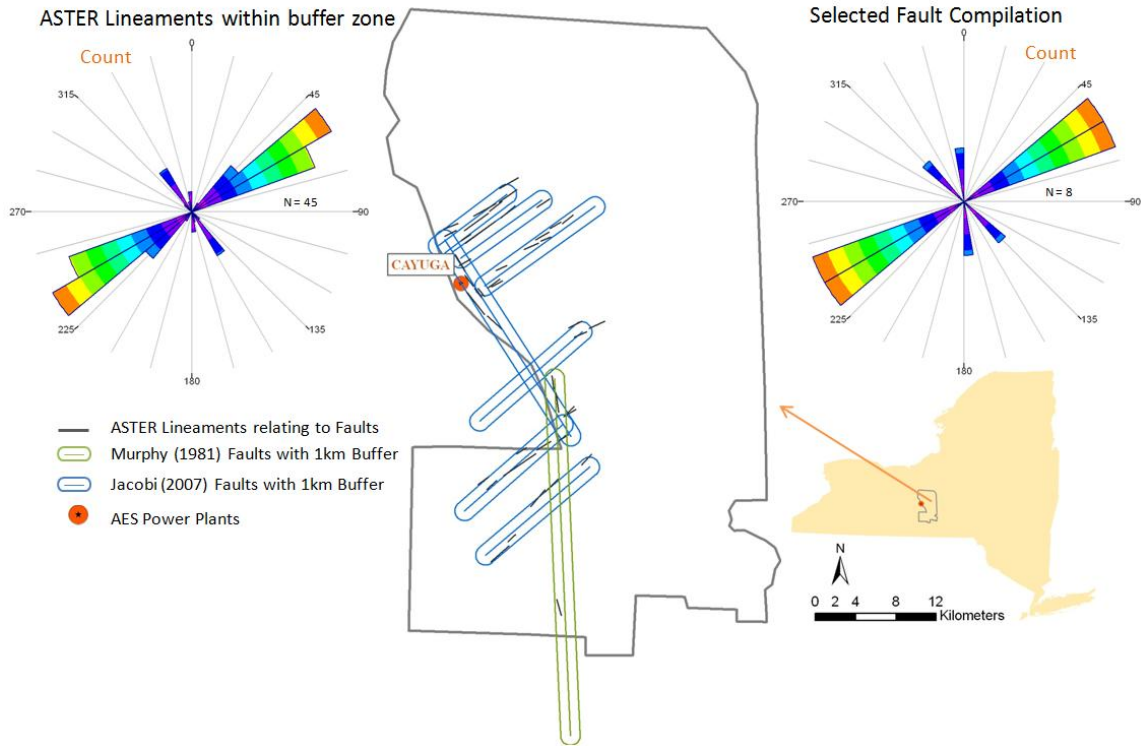 ASTER Lineaments within buffer zone
Count
0
45
90
135
180
225
270
315
N = 45
Selected Fault Compilation
Count
0
45
90
135
180
225
270
315
N = 8
CAYUGA
ASTER Lineaments relating to Faults
Murphy (1981) Faults with 1km Buffer
Jacobi (2007) Faults with 1km Buffer
AES Power Plants
N
0 2 4 8 12
Kilometers